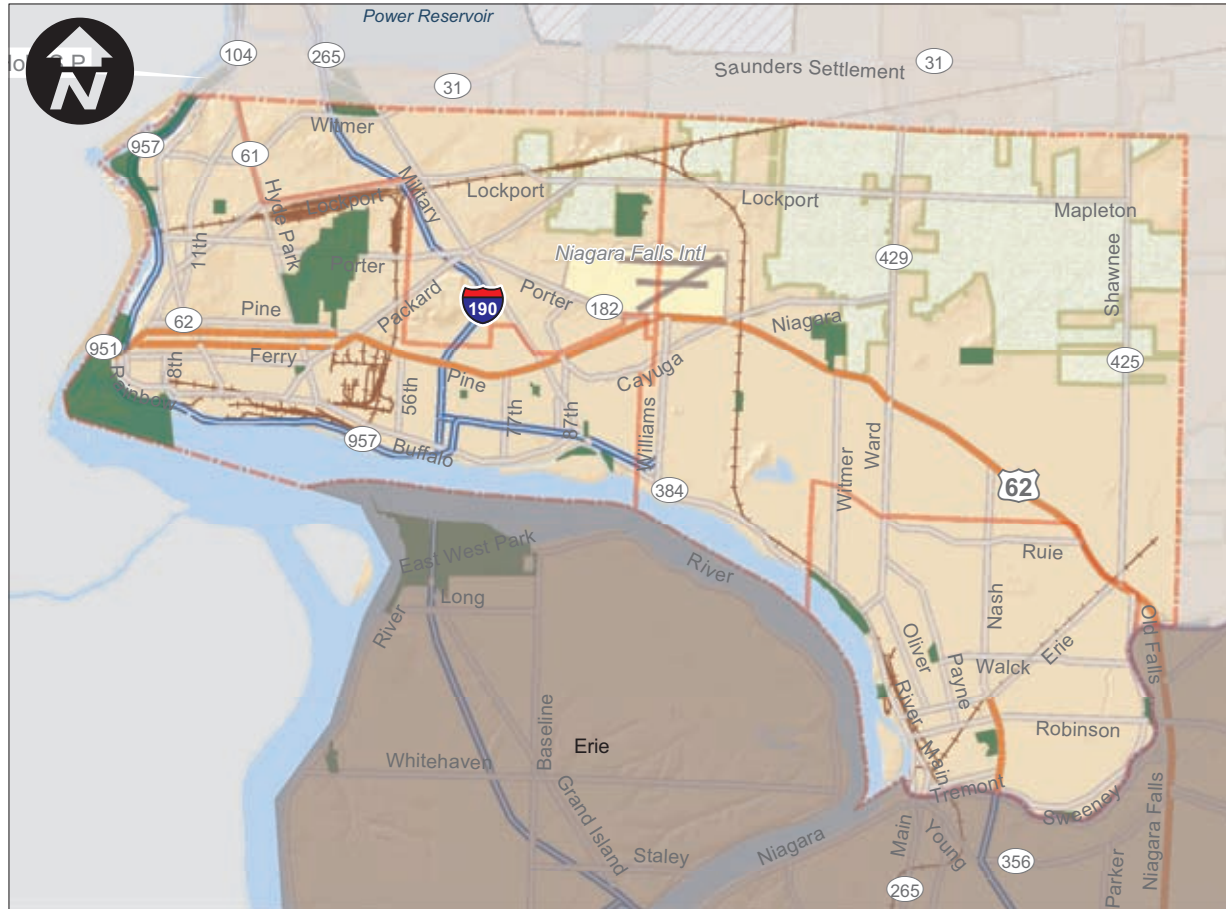 Power Reservoir
N
104
265
31
Saunders Settlement
31
957
61
Witmer
Military
Hyde Park
Lockport
Lockport
Lockport
Mapleton
11th
Porter
Niagara Falls Intl
429
Shawnee
Packard
190
Porter
182
Pine
62
Niagara
951
8th
Ferry
Pine
Cayuga
425
Rainbow
56th
77th
87th
Williams
957
Buffalo
Witmer
Ward
384
62
East West Park
River
Ruie
Long
River
Nash
Oliver
Payne
Walck
Erie
Old Falls
River
Robinson
Baseline
Erie
Main
Whitehaven
Tremont
Grand Island
Sweeney
Niagara
Main
Young
Staley
356
Parker
Niagara Falls
265